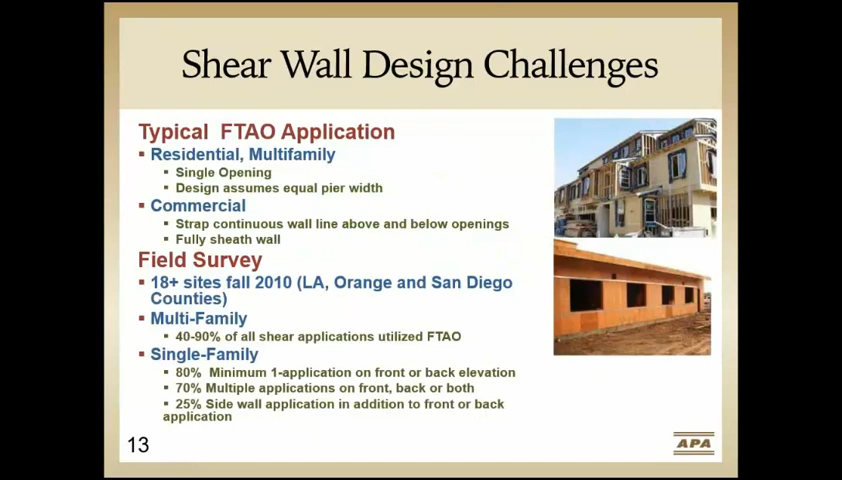 Shear Wall Design Challenges
Typical FTAO Application
▪ Residential, Multifamily
▪ Single Opening
▪ Design assumes equal pier width
▪ Commercial
▪ Strap continuous wall line above and below openings
▪ Fully sheath wall
Field Survey
▪ 18+ sites fall 2010 (LA, Orange and San Diego
Counties)
▪ Multi-Family
▪ 40-90% of all shear applications utilized FTAO
▪ Single-Family
▪ 80% Minimum 1-application on front or back elevation
▪ 70% Multiple applications on front, back or both
▪ 25% Side wall application in addition to front or back
application
13
APA